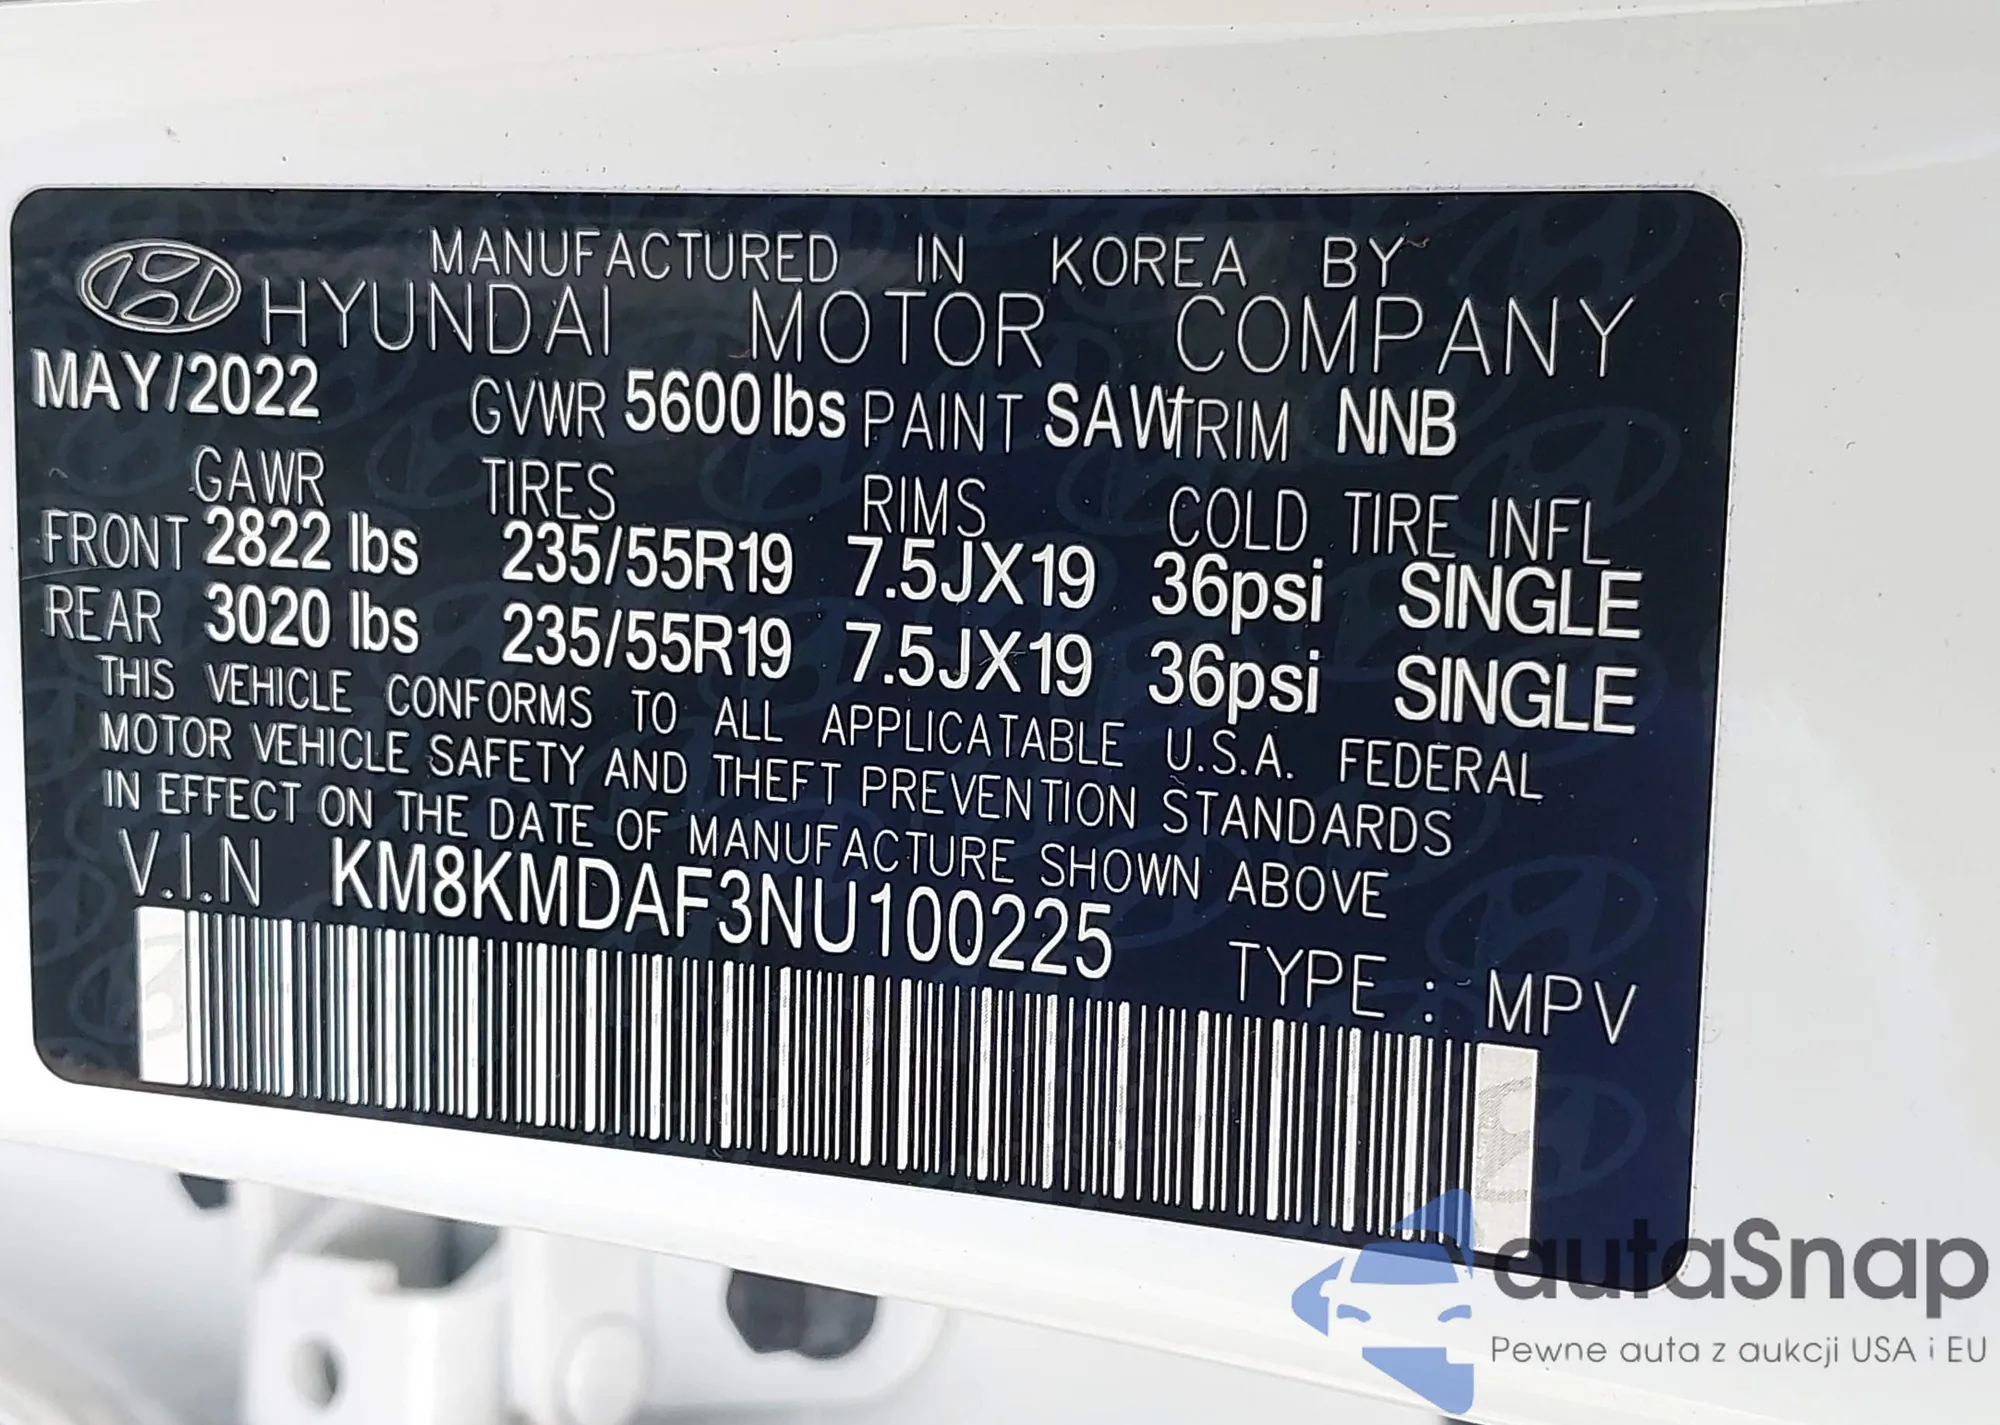 MANUFACTURED IN KOREA BY
HYUNDAI MOTOR COMPANY
MAY/2022 GVWR 5600 lbs PAINT SAW TRIM NNB
GAWR TIRES RIMS COLD TIRE INFL
FRONT 2822 lbs 235/55R19 7.5JX19 36psi SINGLE
REAR 3020 lbs 235/55R19 7.5JX19 36psi SINGLE
THIS VEHICLE CONFORMS TO ALL APPLICATABLE U.S.A. FEDERAL
MOTOR VEHICLE SAFETY AND THEFT PREVENTION STANDARDS
IN EFFECT ON THE DATE OF MANUFACTURE SHOWN ABOVE
V.I.N KM8KMDAF3NU100225
TYPE : MPV
autaSnap
Pewne auta z aukcji USA i EU